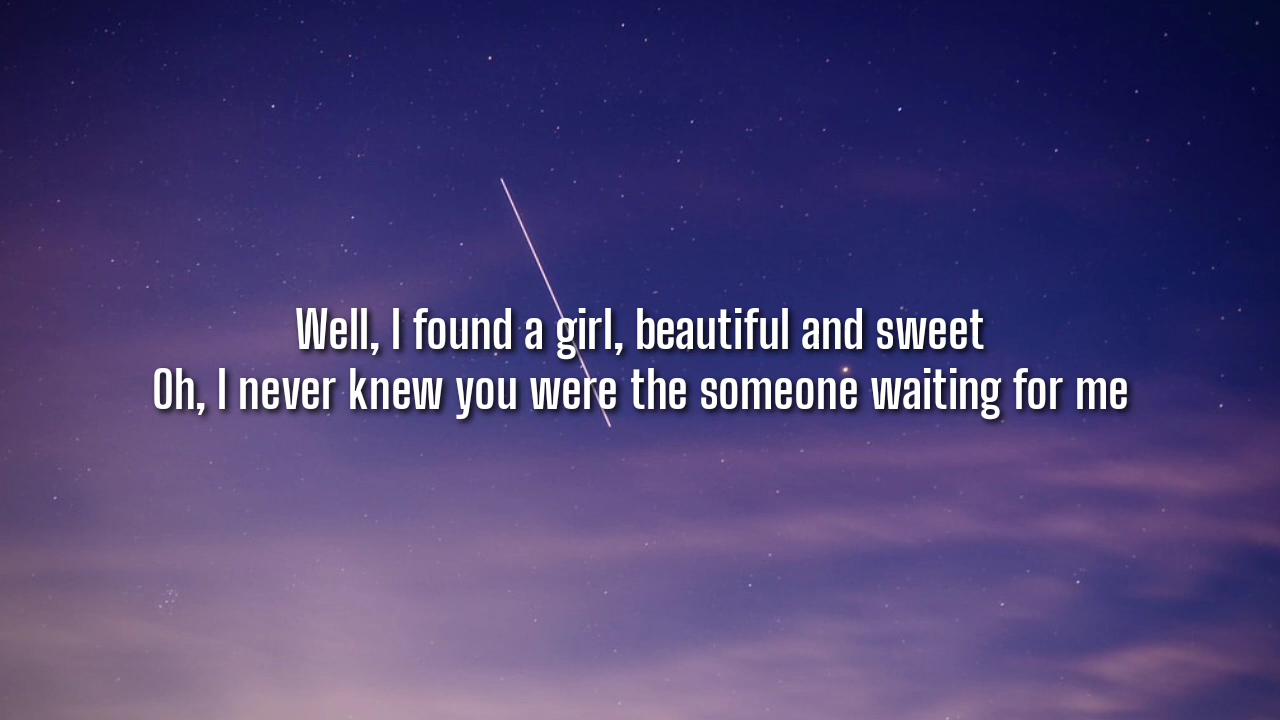 Well, I found a girl, beautiful and sweet
Oh, I never knew you were the someone waiting for me